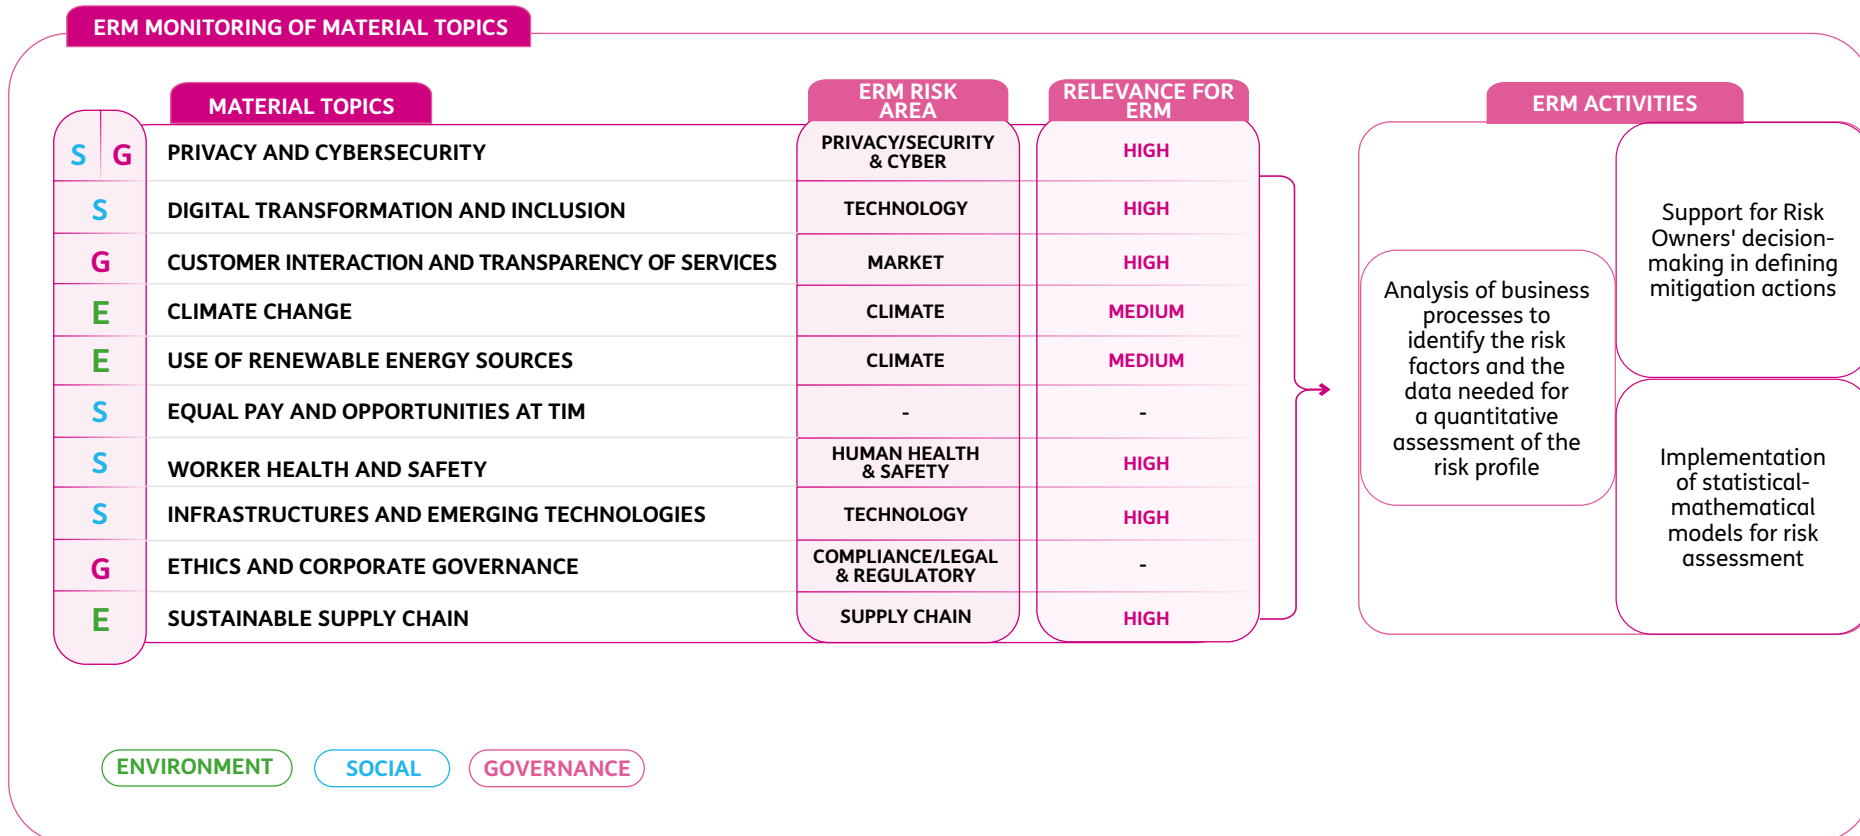 ERM MONITORING OF MATERIAL TOPICS
MATERIAL TOPICS
ERM RISK
AREA
RELEVANCE FOR
ERM
ERM ACTIVITIES
S G PRIVACY AND CYBERSECURITY
PRIVACY/SECURITY
& CYBER
HIGH
S DIGITAL TRANSFORMATION AND INCLUSION TECHNOLOGY HIGH
G CUSTOMER INTERACTION AND TRANSPARENCY OF SERVICES MARKET HIGH
E CLIMATE CHANGE CLIMATE MEDIUM
E USE OF RENEWABLE ENERGY SOURCES CLIMATE MEDIUM
S EQUAL PAY AND OPPORTUNITIES AT TIM - -
S WORKER HEALTH AND SAFETY
HUMAN HEALTH
& SAFETY
HIGH
S INFRASTRUCTURES AND EMERGING TECHNOLOGIES TECHNOLOGY HIGH
G ETHICS AND CORPORATE GOVERNANCE
COMPLIANCE/LEGAL
& REGULATORY
-
E SUSTAINABLE SUPPLY CHAIN SUPPLY CHAIN HIGH
Analysis of business
processes to
identify the risk
factors and the
data needed for
a quantitative
assessment of the
risk profile
Support for Risk
Owners' decision-
making in defining
mitigation actions
Implementation
of statistical-
mathematical
models for risk
assessment
ENVIRONMENT
SOCIAL
GOVERNANCE